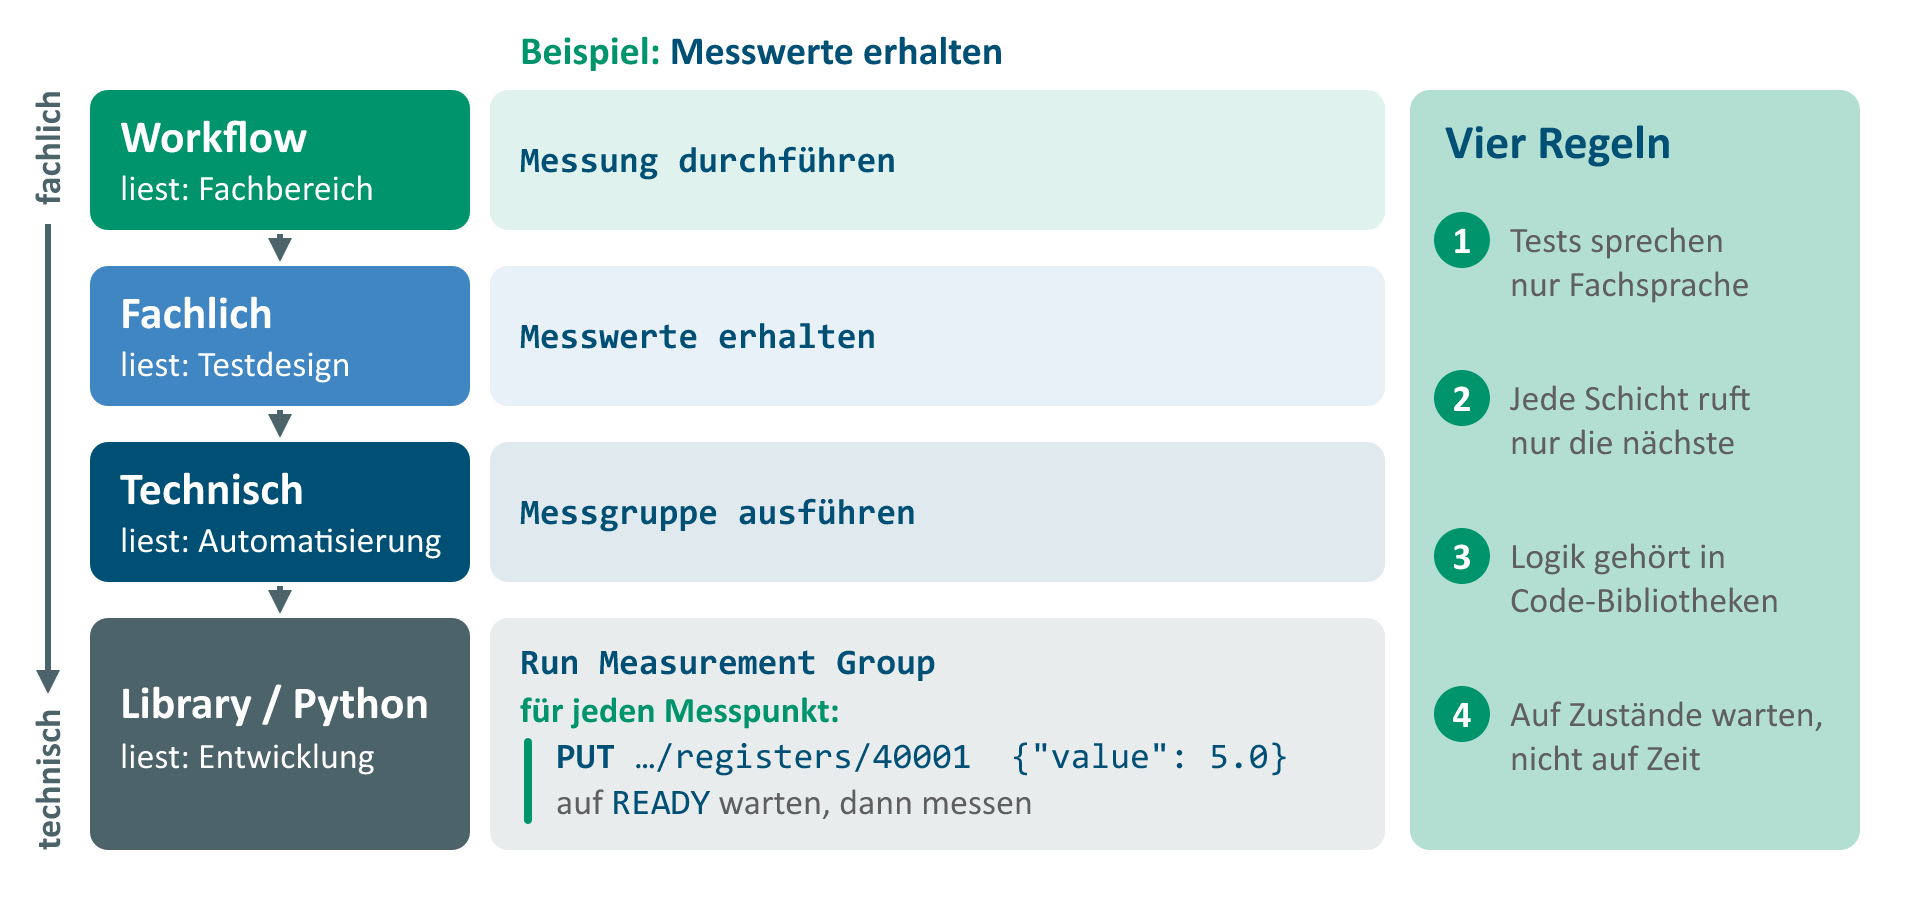 Beispiel: Messwerte erhalten
fachlich
technisch
Workflow
liest: Fachbereich
Messung durchführen
Fachlich
liest: Testdesign
Messwerte erhalten
Technisch
liest: Automatisierung
Messgruppe ausführen
Library / Python
liest: Entwicklung
Run Measurement Group
für jeden Messpunkt:
PUT …/registers/40001  {"value": 5.0}
auf READY warten, dann messen
Vier Regeln
1 Tests sprechen
nur Fachsprache
2 Jede Schicht ruft
nur die nächste
3 Logik gehört in
Code-Bibliotheken
4 Auf Zustände warten,
nicht auf Zeit